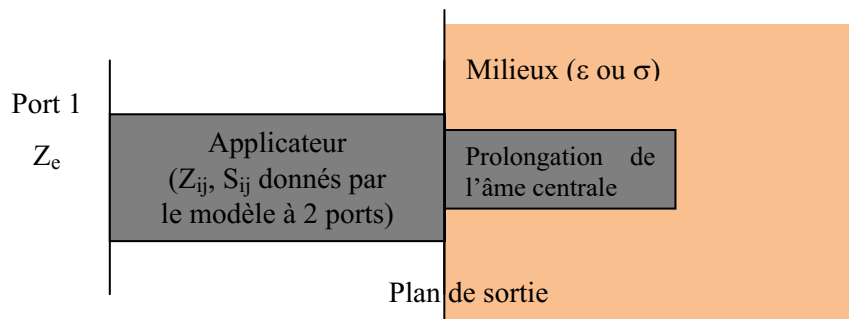 Milieux (ε ou σ)
Port 1
Zₑ
Applicateur
(Zᵢⱼ, Sᵢⱼ donnés par
le modèle à 2 ports)
Prolongation de
l’âme centrale
Plan de sortie